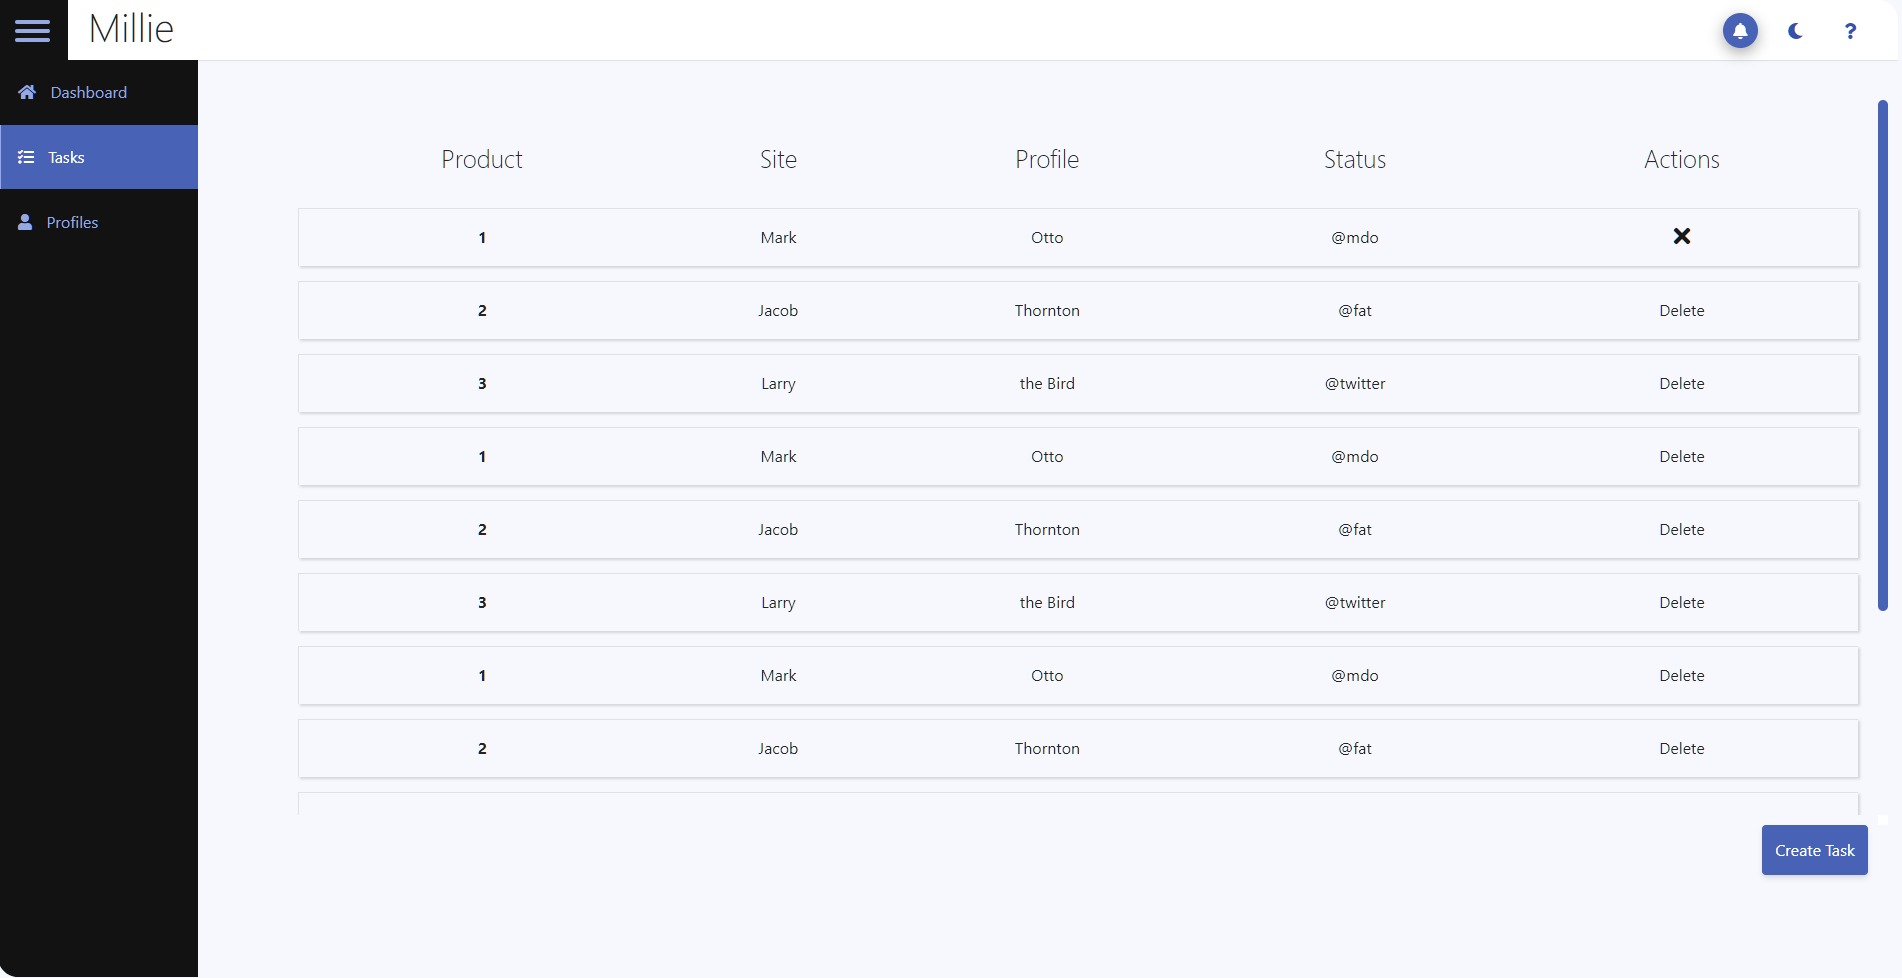 Millie
?
Dashboard
Tasks
Profiles
Product Site Profile Status Actions
1 Mark Otto @mdo
2 Jacob Thornton @fat Delete
3 Larry the Bird @twitter Delete
1 Mark Otto @mdo Delete
2 Jacob Thornton @fat Delete
3 Larry the Bird @twitter Delete
1 Mark Otto @mdo Delete
2 Jacob Thornton @fat Delete
Create Task